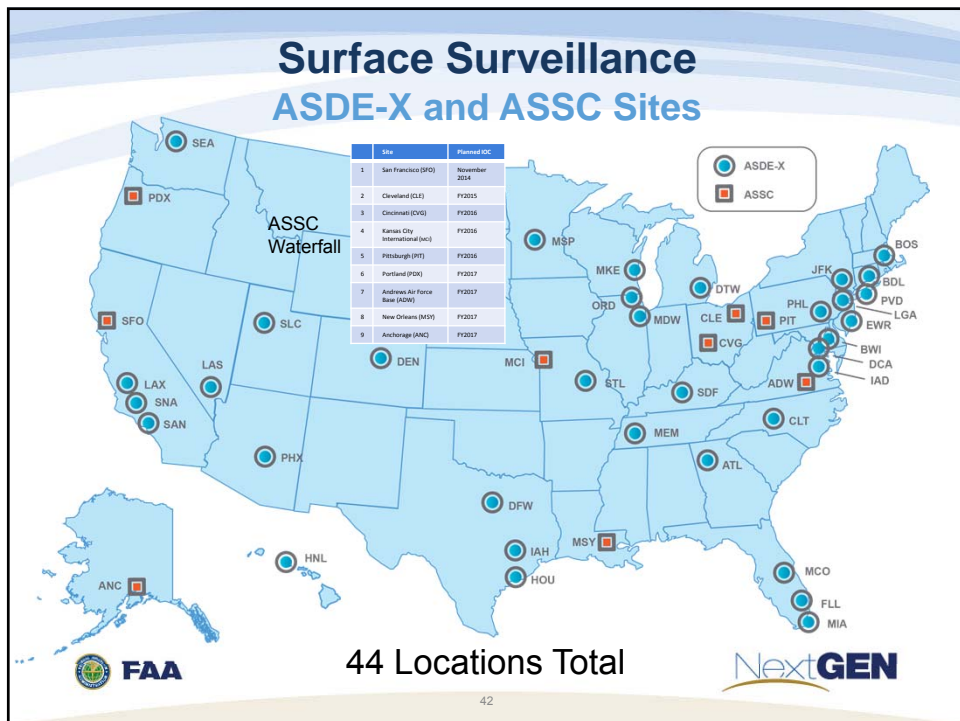 Surface Surveillance
ASDE-X and ASSC Sites
ASSC
Waterfall
Site Planned IOC
1 San Francisco (SFO) November
2014
2 Cleveland (CLE) FY2015
3 Cincinnati (CVG) FY2016
4 Kansas City
International (MCI) FY2016
5 Pittsburgh (PIT) FY2016
6 Portland (PDX) FY2017
7 Andrews Air Force
Base (ADW) FY2017
8 New Orleans (MSY) FY2017
9 Anchorage (ANC) FY2017
ASDE-X
ASSC
SEA
PDX
MSP
BOS
MKE
JFK
BDL
DTW
ORD
PHL
PVD
SFO
SLC
MDW
CLE
PIT
LGA
EWR
CVG
BWI
LAS
DEN
MCI
DCA
IAD
LAX
STL
SDF
ADW
SNA
SAN
MEM
CLT
PHX
ATL
DFW
MSY
IAH
HNL
HOU
ANC
MCO
FLL
MIA
FAA
44 Locations Total
NextGEN
42